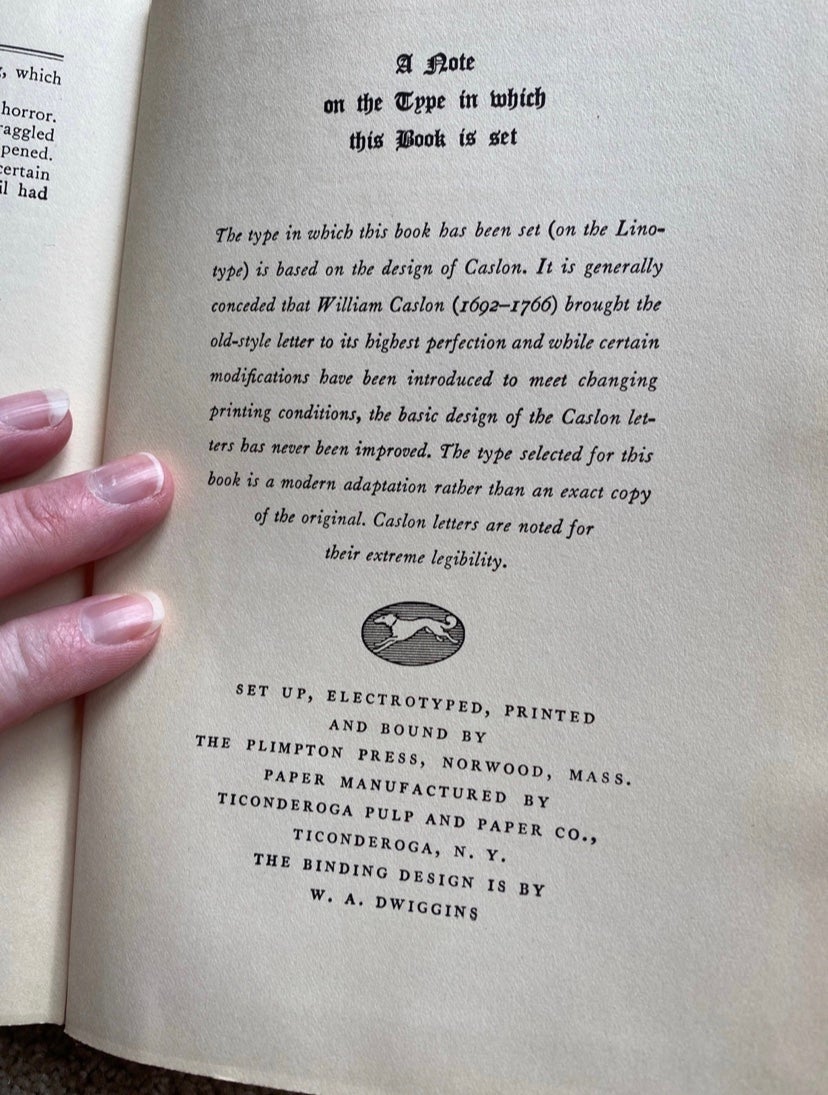 , which
horror.
raggled
pened.
certain
il had
A Note
on the Type in which
this Book is set
The type in which this book has been set (on the Lino-
type) is based on the design of Caslon. It is generally
conceded that William Caslon (1692–1766) brought the
old-style letter to its highest perfection and while certain
modifications have been introduced to meet changing
printing conditions, the basic design of the Caslon let-
ters has never been improved. The type selected for this
book is a modern adaptation rather than an exact copy
of the original. Caslon letters are noted for
their extreme legibility.
SET UP, ELECTROTYPED, PRINTED
AND BOUND BY
THE PLIMPTON PRESS, NORWOOD, MASS.
PAPER MANUFACTURED BY
TICONDEROGA PULP AND PAPER CO.,
TICONDEROGA, N. Y.
THE BINDING DESIGN IS BY
W. A. DWIGGINS